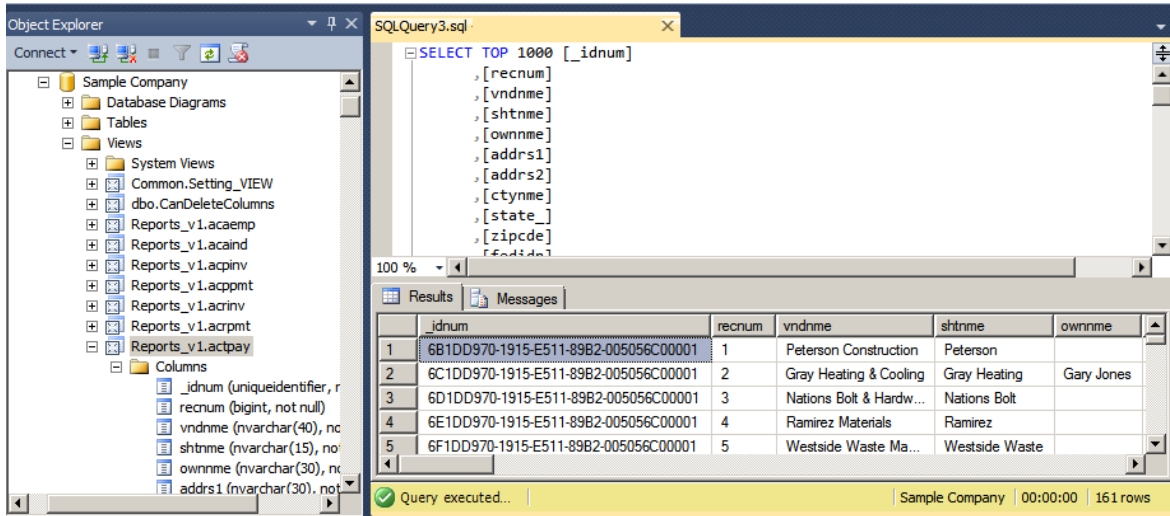 Object Explorer
Connect
Sample Company
Database Diagrams
Tables
Views
System Views
Common.Setting_VIEW
dbo.CanDeleteColumns
Reports_v1.acaemp
Reports_v1.acaind
Reports_v1.acpinv
Reports_v1.acppmt
Reports_v1.acrinv
Reports_v1.acrpmt
Reports_v1.actpay
Columns
_idnum (uniqueidentifier, r
recnum (bigint, not null)
vndnme (nvarchar(40), no
shtnme (nvarchar(15), not
ownnme (nvarchar(30), no
addrs1 (nvarchar(30), not
SQLQuery3.sql
SELECT TOP 1000 [_idnum]
,[recnum]
,[vndnme]
,[shtnme]
,[ownnme]
,[addrs1]
,[addrs2]
,[ctynme]
,[state_]
,[zipcde]
100 %
Results Messages
_idnum recnum vndnme shtnme ownnme
1 6B1DD970-1915-E511-89B2-005056C00001 1 Peterson Construction Peterson
2 6C1DD970-1915-E511-89B2-005056C00001 2 Gray Heating & Cooling Gray Heating Gary Jones
3 6D1DD970-1915-E511-89B2-005056C00001 3 Nations Bolt & Hardw... Nations Bolt
4 6E1DD970-1915-E511-89B2-005056C00001 4 Ramirez Materials Ramirez
5 6F1DD970-1915-E511-89B2-005056C00001 5 Westside Waste Ma... Westside Waste
Query executed... Sample Company 00:00:00 161 rows